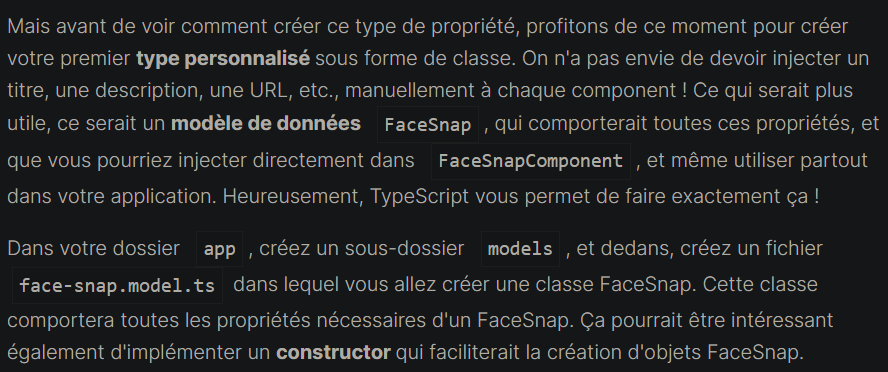 Mais avant de voir comment créer ce type de propriété, profitons de ce moment pour créer
votre premier type personnalisé sous forme de classe. On n'a pas envie de devoir injecter un
titre, une description, une URL, etc., manuellement à chaque component ! Ce qui serait plus
utile, ce serait un modèle de données FaceSnap , qui comporterait toutes ces propriétés, et
que vous pourriez injecter directement dans FaceSnapComponent , et même utiliser partout
dans votre application. Heureusement, TypeScript vous permet de faire exactement ça !
Dans votre dossier app , créez un sous-dossier models , et dedans, créez un fichier
face-snap.model.ts dans lequel vous allez créer une classe FaceSnap. Cette classe
comportera toutes les propriétés nécessaires d'un FaceSnap. Ça pourrait être intéressant
également d'implémenter un constructor qui faciliterait la création d'objets FaceSnap.